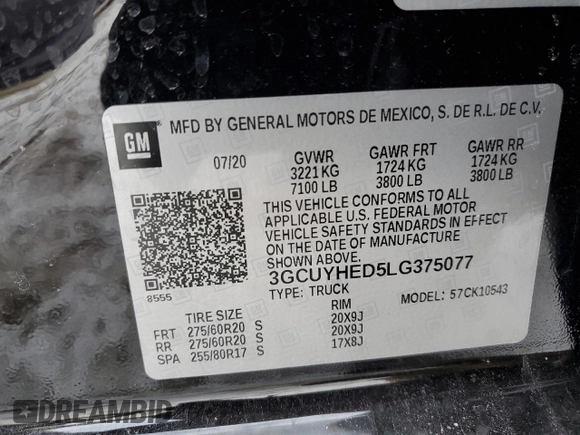 GM
MFD BY GENERAL MOTORS DE MEXICO, S. DE R.L. DE C.V.
07/20 GVWR GAWR FRT GAWR RR
3221 KG 1724 KG 1724 KG
7100 LB 3800 LB 3800 LB
THIS VEHICLE CONFORMS TO ALL
APPLICABLE U.S. FEDERAL MOTOR
VEHICLE SAFETY STANDARDS IN EFFECT
ON THE DATE OF MANUFACTURE
SHOWN ABOVE.
3GCUYHED5LG375077
8555 TYPE: TRUCK MODEL: 57CK10543
TIRE SIZE RIM
FRT 275/60R20 S 20X9J
RR 275/60R20 S 20X9J
SPA 255/80R17 S 17X8J
DREAMBID